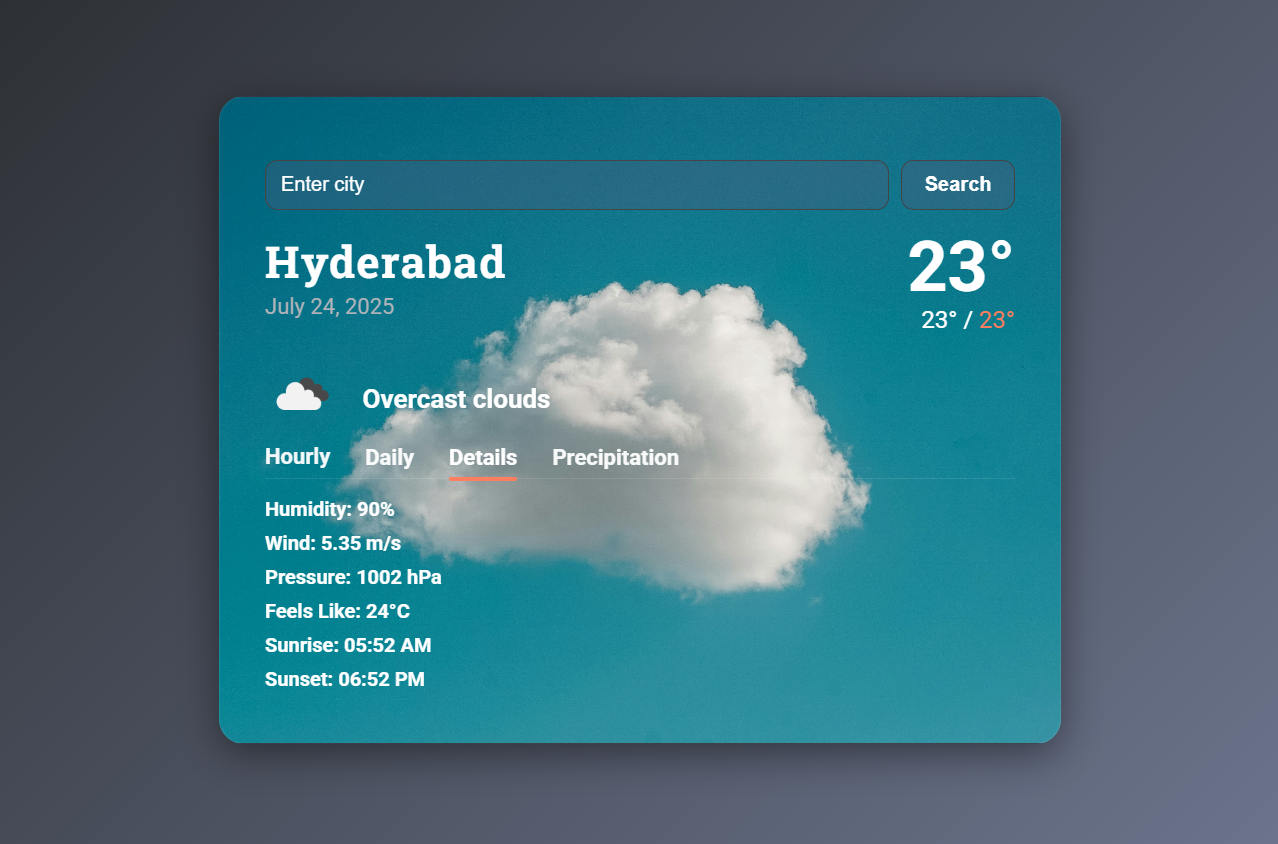 Enter city
Search
Hyderabad
23°
July 24, 2025
23° / 23°
Overcast clouds
Hourly Daily Details Precipitation
Humidity: 90%
Wind: 5.35 m/s
Pressure: 1002 hPa
Feels Like: 24°C
Sunrise: 05:52 AM
Sunset: 06:52 PM